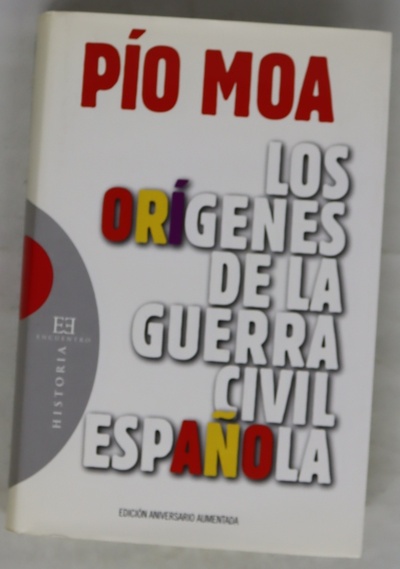 PÍO MOA
LOS
ORÍGENES
DE LA
GUERRA
CIVIL
ESPAÑOLA
EE
ENCUENTRO
HISTORIA
EDICIÓN ANIVERSARIO AUMENTADA